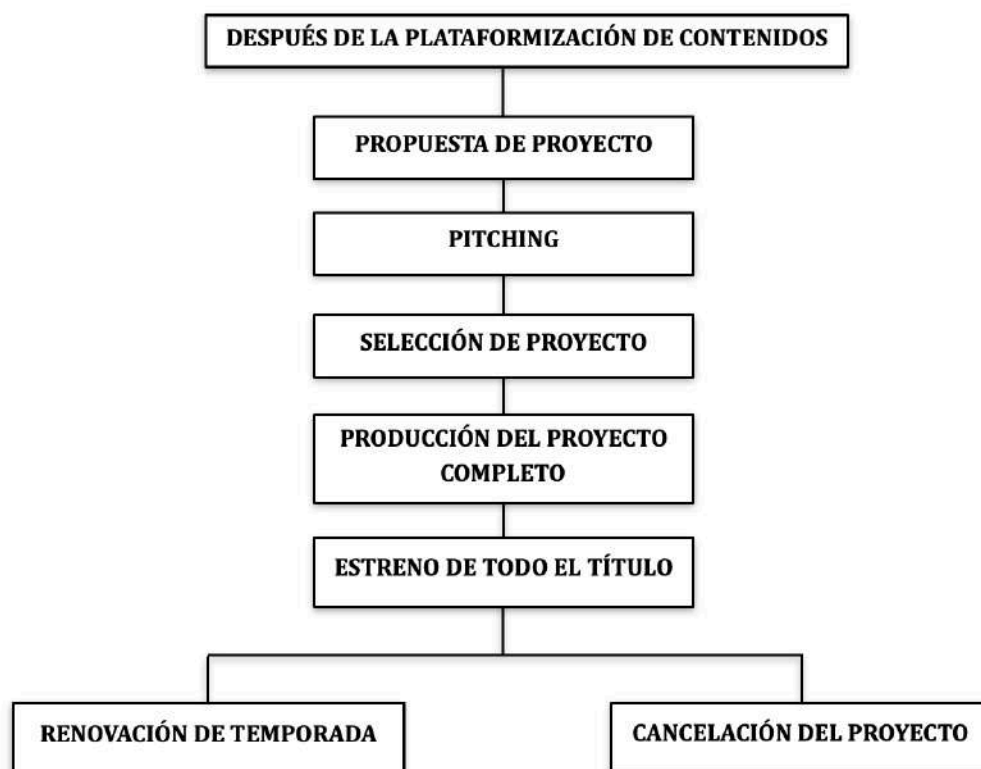 DESPUÉS DE LA PLATAFORMIZACIÓN DE CONTENIDOS
PROPUESTA DE PROYECTO
PITCHING
SELECCIÓN DE PROYECTO
PRODUCCIÓN DEL PROYECTO
COMPLETO
ESTRENO DE TODO EL TÍTULO
RENOVACIÓN DE TEMPORADA
CANCELACIÓN DEL PROYECTO